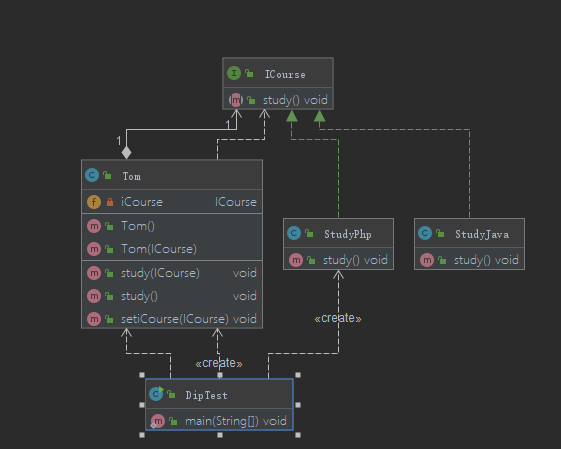 I ICourse
m study() void
1
1
C Tom
f iCourse ICourse
m Tom()
m Tom(ICourse)
m study(ICourse) void
m study() void
m setiCourse(ICourse) void
C StudyPhp
m study() void
C StudyJava
m study() void
«create»
«create»
C DipTest
m main(String[]) void